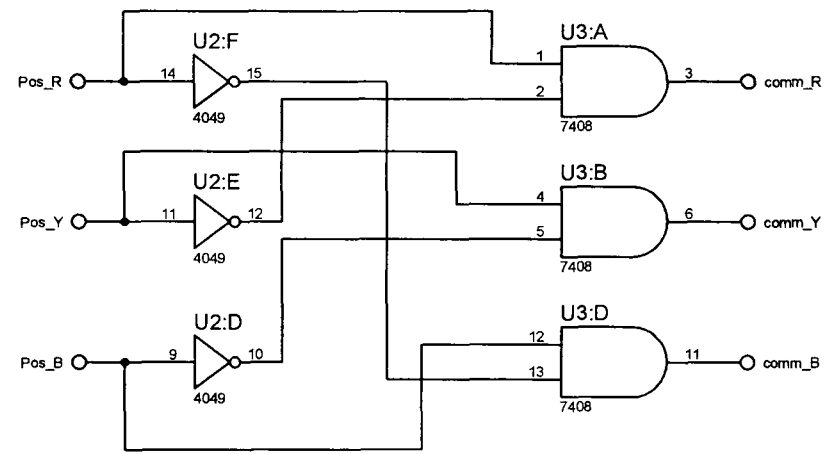 U3:A
U2:F
1
Pos_R
14
15
3
comm_R
2
4049
7408
U2:E
U3:B
4
Pos_Y
11
12
6
comm_Y
5
4049
7408
U2:D
U3:D
12
Pos_B
9
10
11
comm_B
13
4049
7408